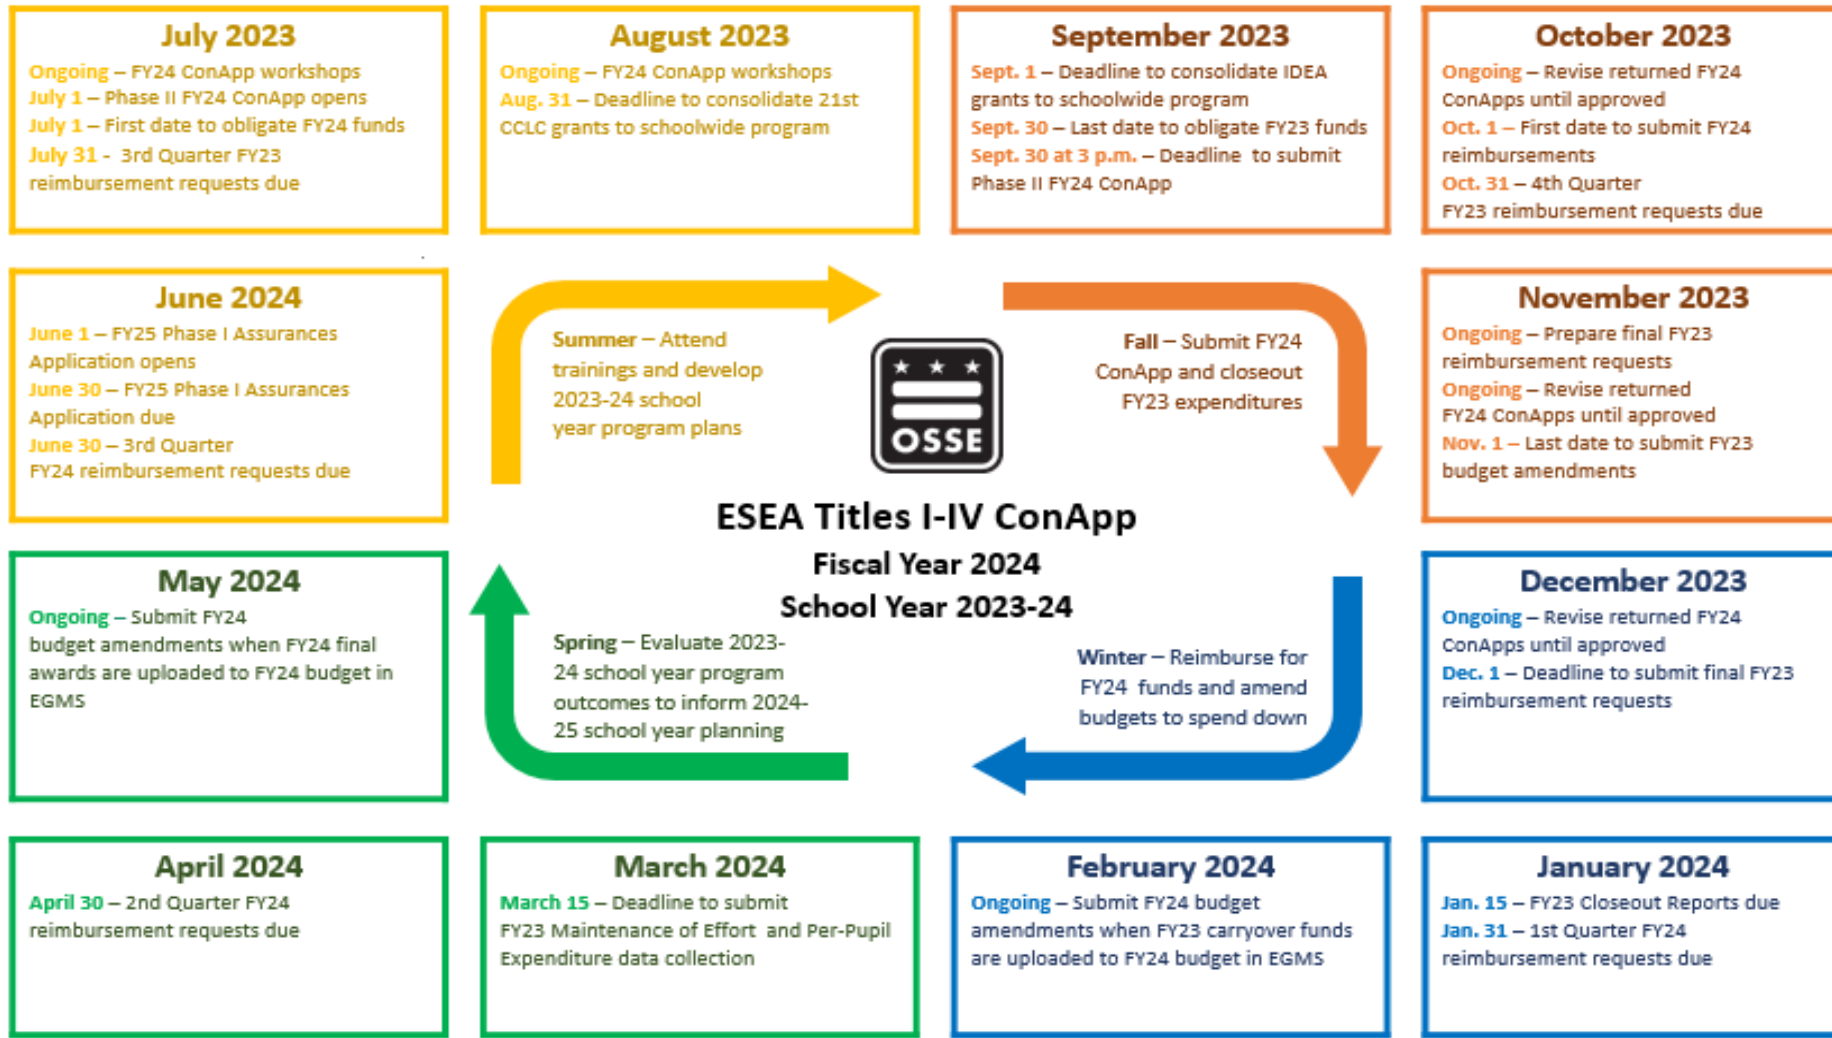 July 2023
Ongoing – FY24 ConApp workshops
July 1 – Phase II FY24 ConApp opens
July 1 – First date to obligate FY24 funds
July 31 - 3rd Quarter FY23
reimbursement requests due
August 2023
Ongoing – FY24 ConApp workshops
Aug. 31 – Deadline to consolidate 21st
CCLC grants to schoolwide program
September 2023
Sept. 1 – Deadline to consolidate IDEA
grants to schoolwide program
Sept. 30 – Last date to obligate FY23 funds
Sept. 30 at 3 p.m. – Deadline to submit
Phase II FY24 ConApp
October 2023
Ongoing – Revise returned FY24
ConApps until approved
Oct. 1 – First date to submit FY24
reimbursements
Oct. 31 – 4th Quarter
FY23 reimbursement requests due
June 2024
June 1 – FY25 Phase I Assurances
Application opens
June 30 – FY25 Phase I Assurances
Application due
June 30 – 3rd Quarter
FY24 reimbursement requests due
Summer – Attend
trainings and develop
2023-24 school
year program plans
OSSE
Fall – Submit FY24
ConApp and closeout
FY23 expenditures
November 2023
Ongoing – Prepare final FY23
reimbursement requests
Ongoing – Revise returned
FY24 ConApps until approved
Nov. 1 – Last date to submit FY23
budget amendments
ESEA Titles I-IV ConApp
Fiscal Year 2024
School Year 2023-24
May 2024
Ongoing – Submit FY24
budget amendments when FY24 final
awards are uploaded to FY24 budget in
EGMS
Spring – Evaluate 2023-
24 school year program
outcomes to inform 2024-
25 school year planning
Winter – Reimburse for
FY24 funds and amend
budgets to spend down
December 2023
Ongoing – Revise returned FY24
ConApps until approved
Dec. 1 – Deadline to submit final FY23
reimbursement requests
April 2024
April 30 – 2nd Quarter FY24
reimbursement requests due
March 2024
March 15 – Deadline to submit
FY23 Maintenance of Effort and Per-Pupil
Expenditure data collection
February 2024
Ongoing – Submit FY24 budget
amendments when FY23 carryover funds
are uploaded to FY24 budget in EGMS
January 2024
Jan. 15 – FY23 Closeout Reports due
Jan. 31 – 1st Quarter FY24
reimbursement requests due